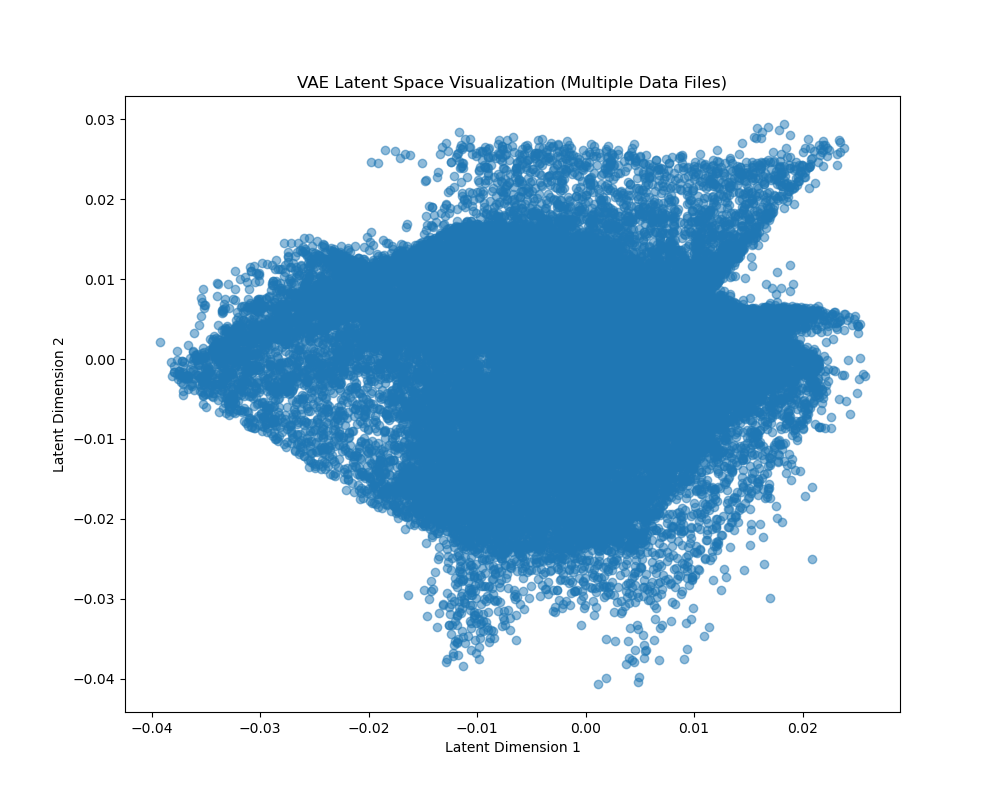 VAE Latent Space Visualization (Multiple Data Files)
0.03
0.02
0.01
0.00
−0.01
−0.02
−0.03
−0.04
Latent Dimension 2
−0.04 −0.03 −0.02 −0.01 0.00 0.01 0.02
Latent Dimension 1